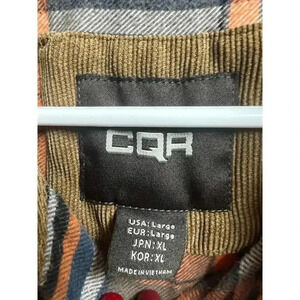 CQR
USA: Large
EUR: Large
JPN: XL
KOR: XL
MADE IN VIETNAM